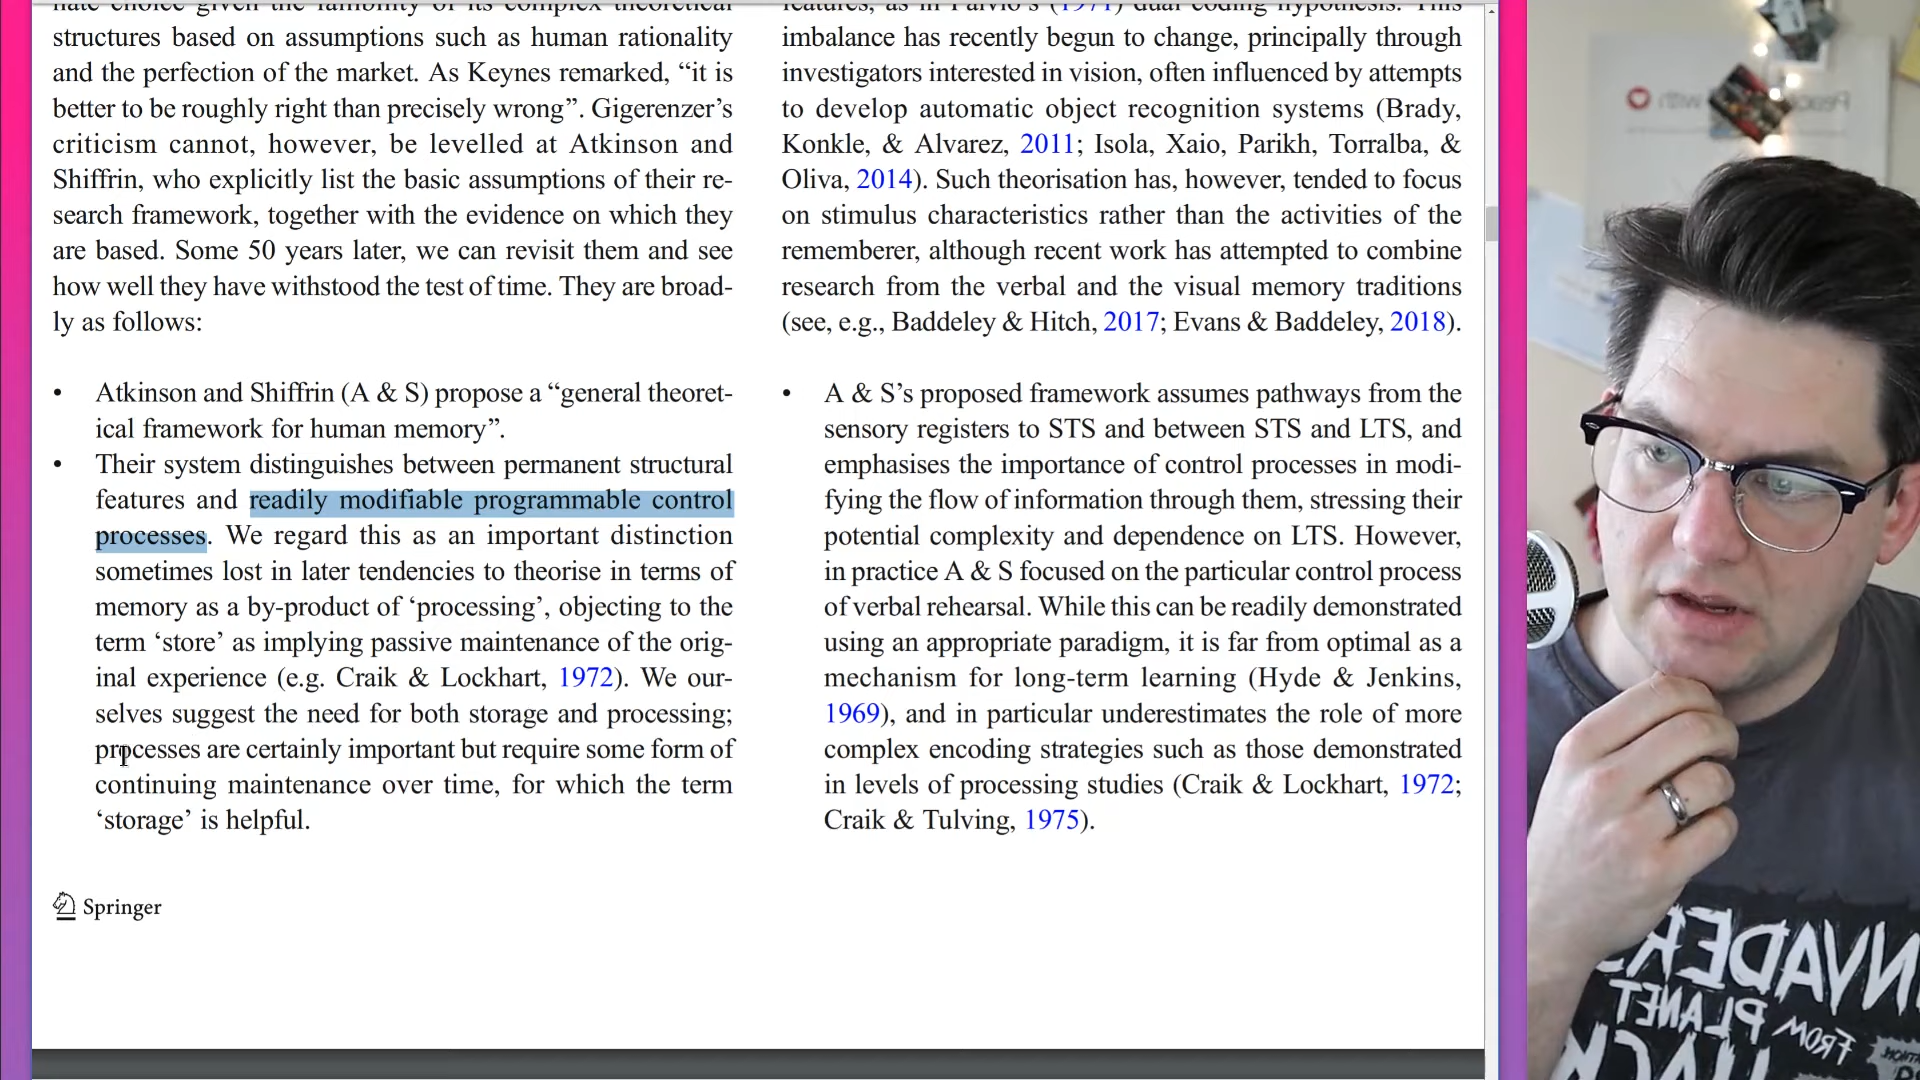 structures based on assumptions such as human rationality
and the perfection of the market. As Keynes remarked, “it is
better to be roughly right than precisely wrong”. Gigerenzer’s
criticism cannot, however, be levelled at Atkinson and
Shiffrin, who explicitly list the basic assumptions of their re-
search framework, together with the evidence on which they
are based. Some 50 years later, we can revisit them and see
how well they have withstood the test of time. They are broad-
ly as follows:
• Atkinson and Shiffrin (A & S) propose a “general theoret-
ical framework for human memory”.
• Their system distinguishes between permanent structural
features and readily modifiable programmable control
processes. We regard this as an important distinction
sometimes lost in later tendencies to theorise in terms of
memory as a by-product of ‘processing’, objecting to the
term ‘store’ as implying passive maintenance of the orig-
inal experience (e.g. Craik & Lockhart, 1972). We our-
selves suggest the need for both storage and processing;
processes are certainly important but require some form of
continuing maintenance over time, for which the term
‘storage’ is helpful.
Springer
features, as in Paivio’s (1971) dual coding hypothesis. This
imbalance has recently begun to change, principally through
investigators interested in vision, often influenced by attempts
to develop automatic object recognition systems (Brady,
Konkle, & Alvarez, 2011; Isola, Xaio, Parikh, Torralba, &
Oliva, 2014). Such theorisation has, however, tended to focus
on stimulus characteristics rather than the activities of the
rememberer, although recent work has attempted to combine
research from the verbal and the visual memory traditions
(see, e.g., Baddeley & Hitch, 2017; Evans & Baddeley, 2018).
• A & S’s proposed framework assumes pathways from the
sensory registers to STS and between STS and LTS, and
emphasises the importance of control processes in modi-
fying the flow of information through them, stressing their
potential complexity and dependence on LTS. However,
in practice A & S focused on the particular control process
of verbal rehearsal. While this can be readily demonstrated
using an appropriate paradigm, it is far from optimal as a
mechanism for long-term learning (Hyde & Jenkins,
1969), and in particular underestimates the role of more
complex encoding strategies such as those demonstrated
in levels of processing studies (Craik & Lockhart, 1972;
Craik & Tulving, 1975).
INVADERS
FROM
PLANET